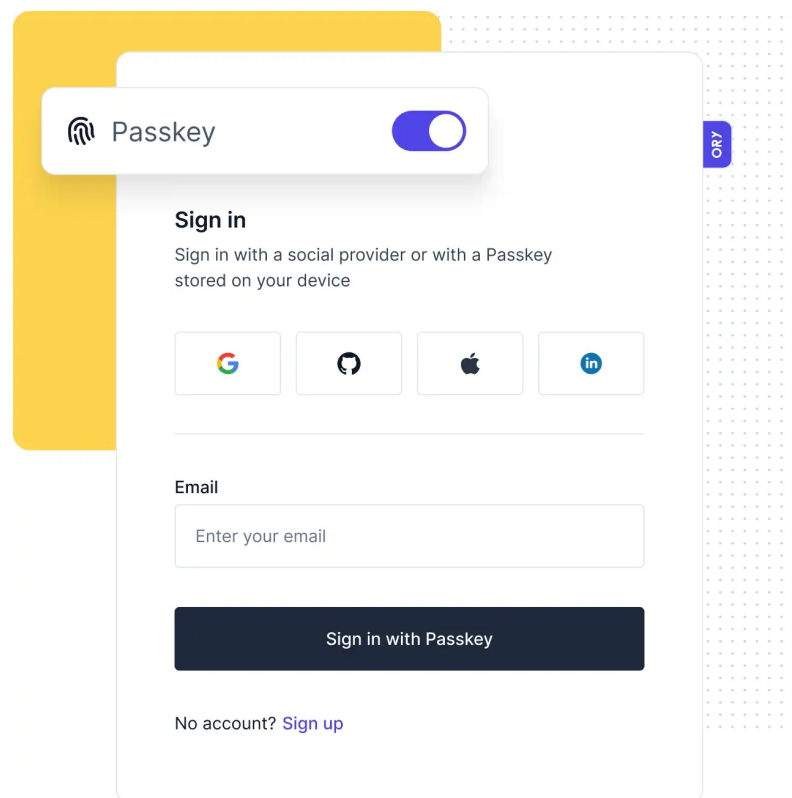 Passkey
ORY
Sign in
Sign in with a social provider or with a Passkey
stored on your device
in
Email
Enter your email
Sign in with Passkey
No account? Sign up